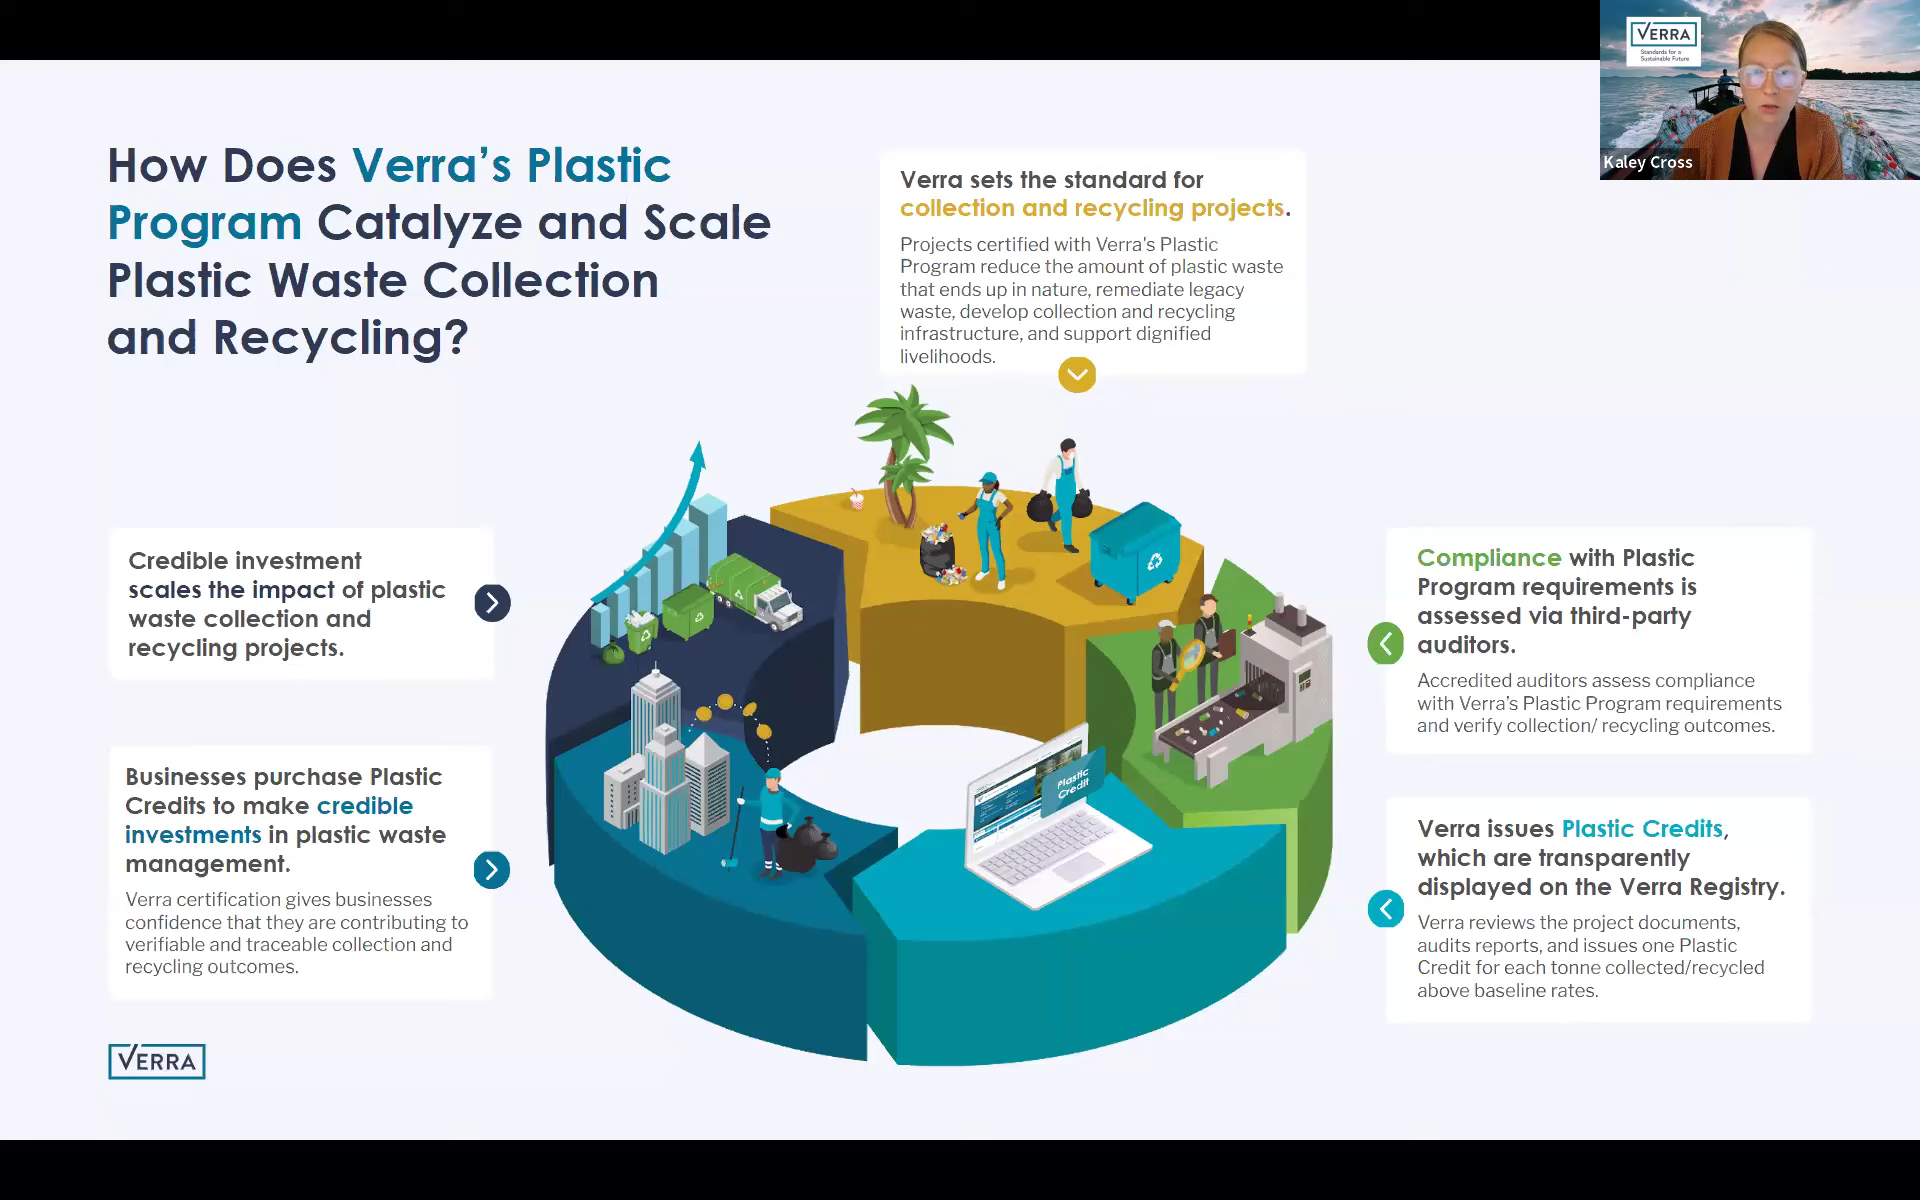 VERRA
Standards for a
Sustainable Future
Kaley Cross
How Does Verra's Plastic
Program Catalyze and Scale
Plastic Waste Collection
and Recycling?
Verra sets the standard for
collection and recycling projects.
Projects certified with Verra's Plastic
Program reduce the amount of plastic waste
that ends up in nature, remediate legacy
waste, develop collection and recycling
infrastructure, and support dignified
livelihoods.
Compliance with Plastic
Program requirements is
assessed via third-party
auditors.
Accredited auditors assess compliance
with Verra's Plastic Program requirements
and verify collection/ recycling outcomes.
Verra issues Plastic Credits,
which are transparently
displayed on the Verra Registry.
Verra reviews the project documents,
audits reports, and issues one Plastic
Credit for each tonne collected/recycled
above baseline rates.
Plastic
Credit
Businesses purchase Plastic
Credits to make credible
investments in plastic waste
management.
Verra certification gives businesses
confidence that they are contributing to
verifiable and traceable collection and
recycling outcomes.
Credible investment
scales the impact of plastic
waste collection and
recycling projects.
VERRA